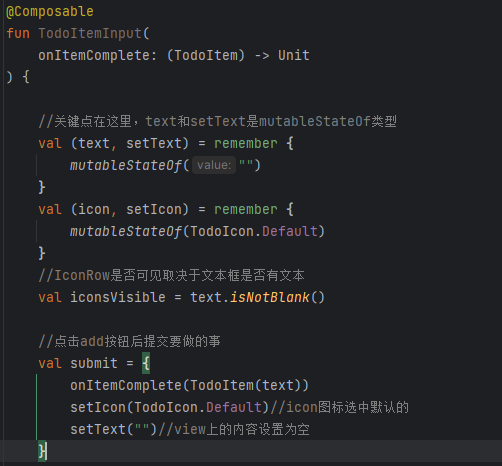 @Composable
fun TodoItemInput(
    onItemComplete: (TodoItem) -> Unit
) {
    //关键点在这里，text和setText是mutableStateOf类型
    val (text, setText) = remember {
        mutableStateOf( value: "")
    }
    val (icon, setIcon) = remember {
        mutableStateOf(TodoIcon.Default)
    }
    //IconRow是否可见取决于文本框是否有文本
    val iconsVisible = text.isNotBlank()
    //点击add按钮后提交要做的事
    val submit = {
        onItemComplete(TodoItem(text))
        setIcon(TodoIcon.Default)//icon图标选中默认的
        setText("")//view上的内容设置为空
    }